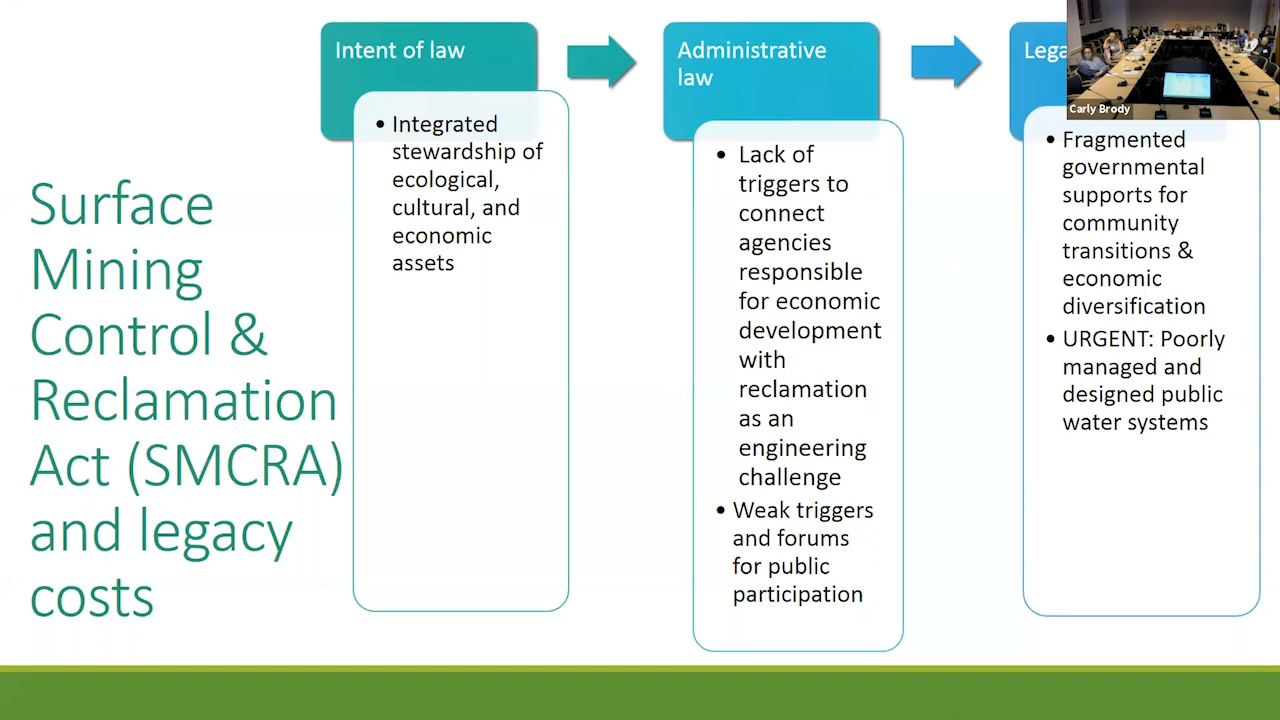 Surface
Mining
Control &
Reclamation
Act (SMCRA)
and legacy
costs
Intent of law
• Integrated
stewardship of
ecological,
cultural, and
economic
assets
Administrative
law
• Lack of
triggers to
connect
agencies
responsible
for economic
development
with
reclamation
as an
engineering
challenge
• Weak triggers
and forums
for public
participation
• Fragmented
governmental
supports for
community
transitions &
economic
diversification
• URGENT: Poorly
managed and
designed public
water systems
Carly Brody